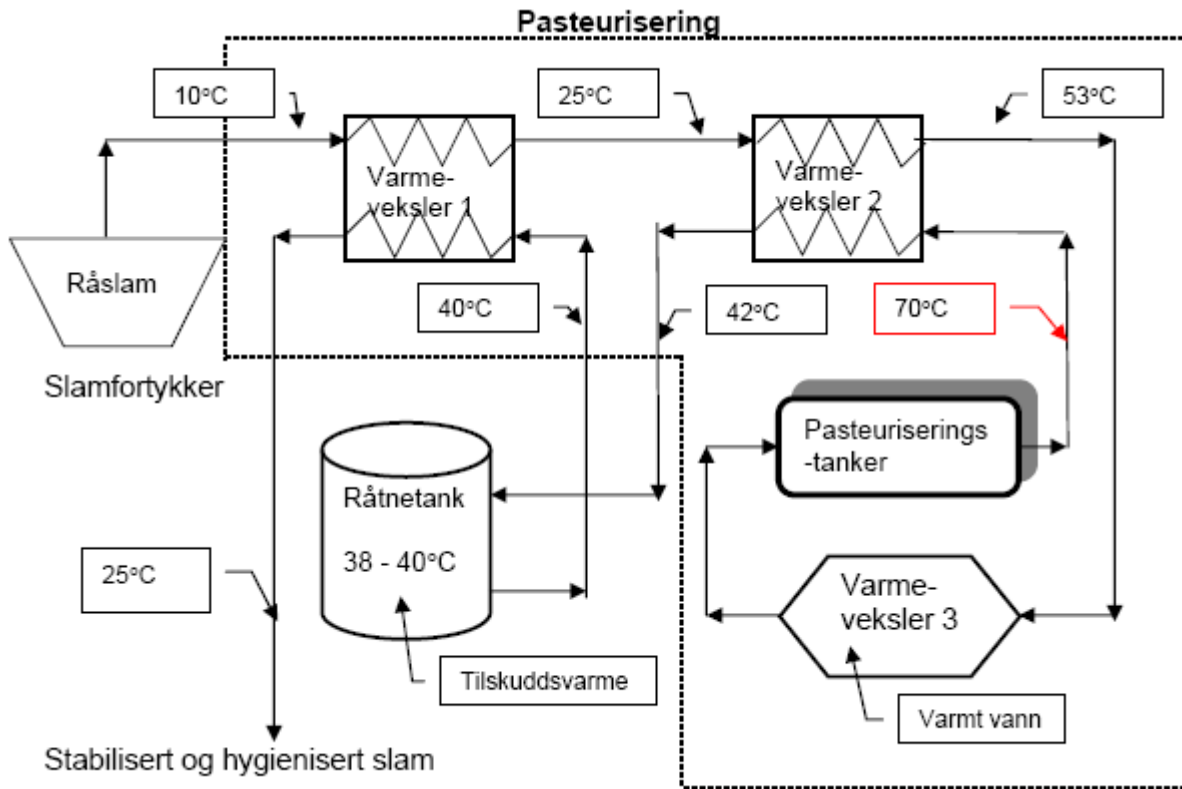 Pasteurisering
10°C
25°C
53°C
Varme-
veksler 1
Varme-
veksler 2
Råslam
40°C
42°C
70°C
Slamfortykker
Pasteuriserings
-tanker
Råtnetank
38 - 40°C
25°C
Varme-
veksler 3
Tilskuddsvarme
Varmt vann
Stabilisert og hygienisert slam